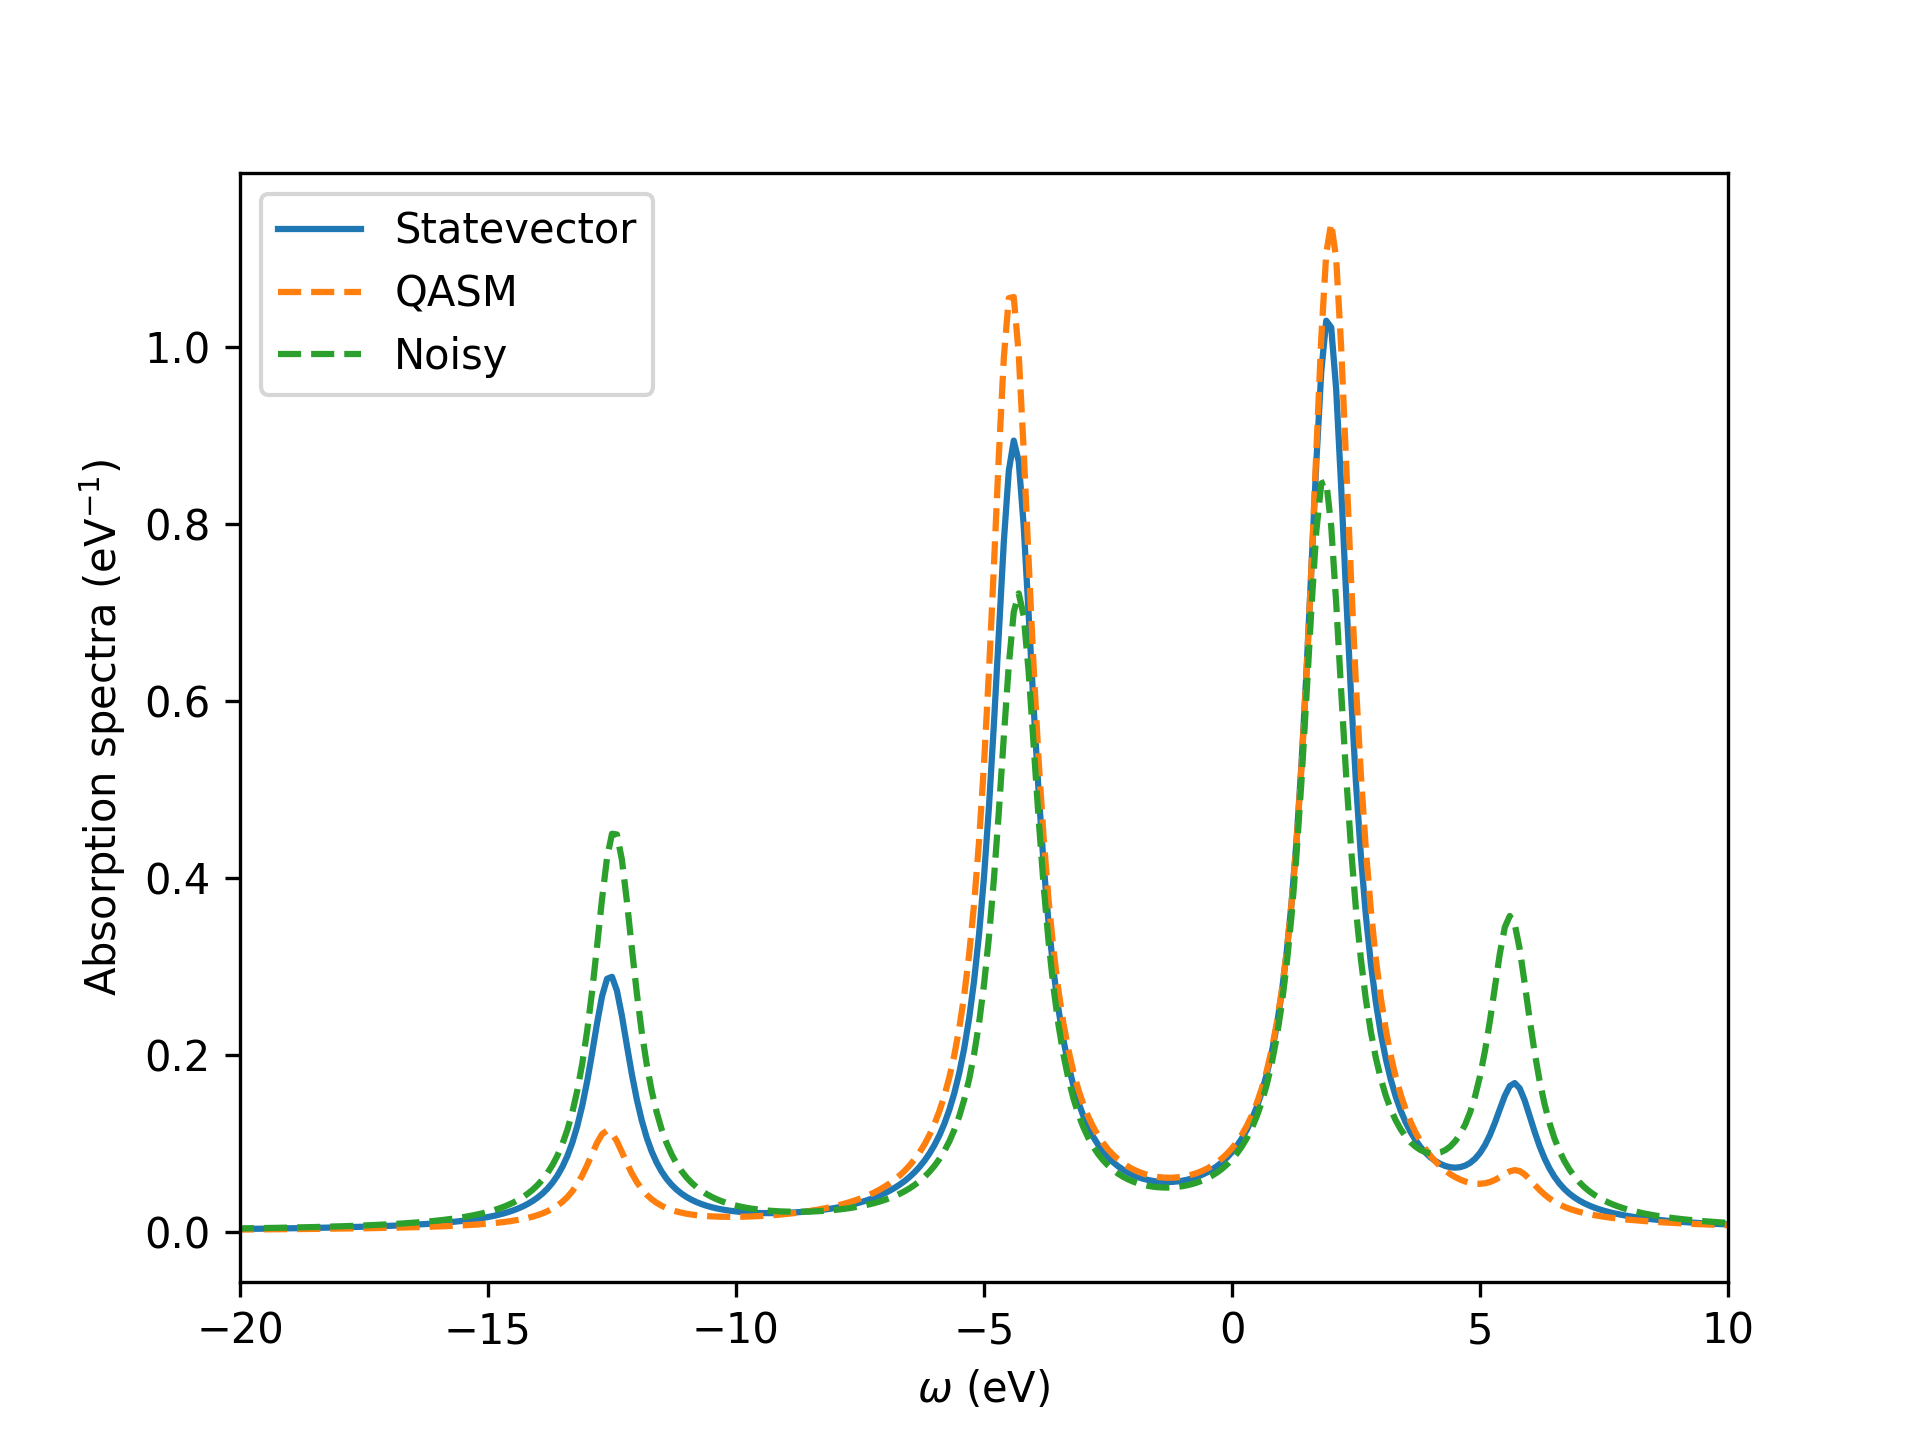 Statevector
QASM
Noisy
1.0
0.8
0.6
0.4
0.2
0.0
Absorption spectra (eV⁻¹)
−20 −15 −10 −5 0 5 10
ω (eV)